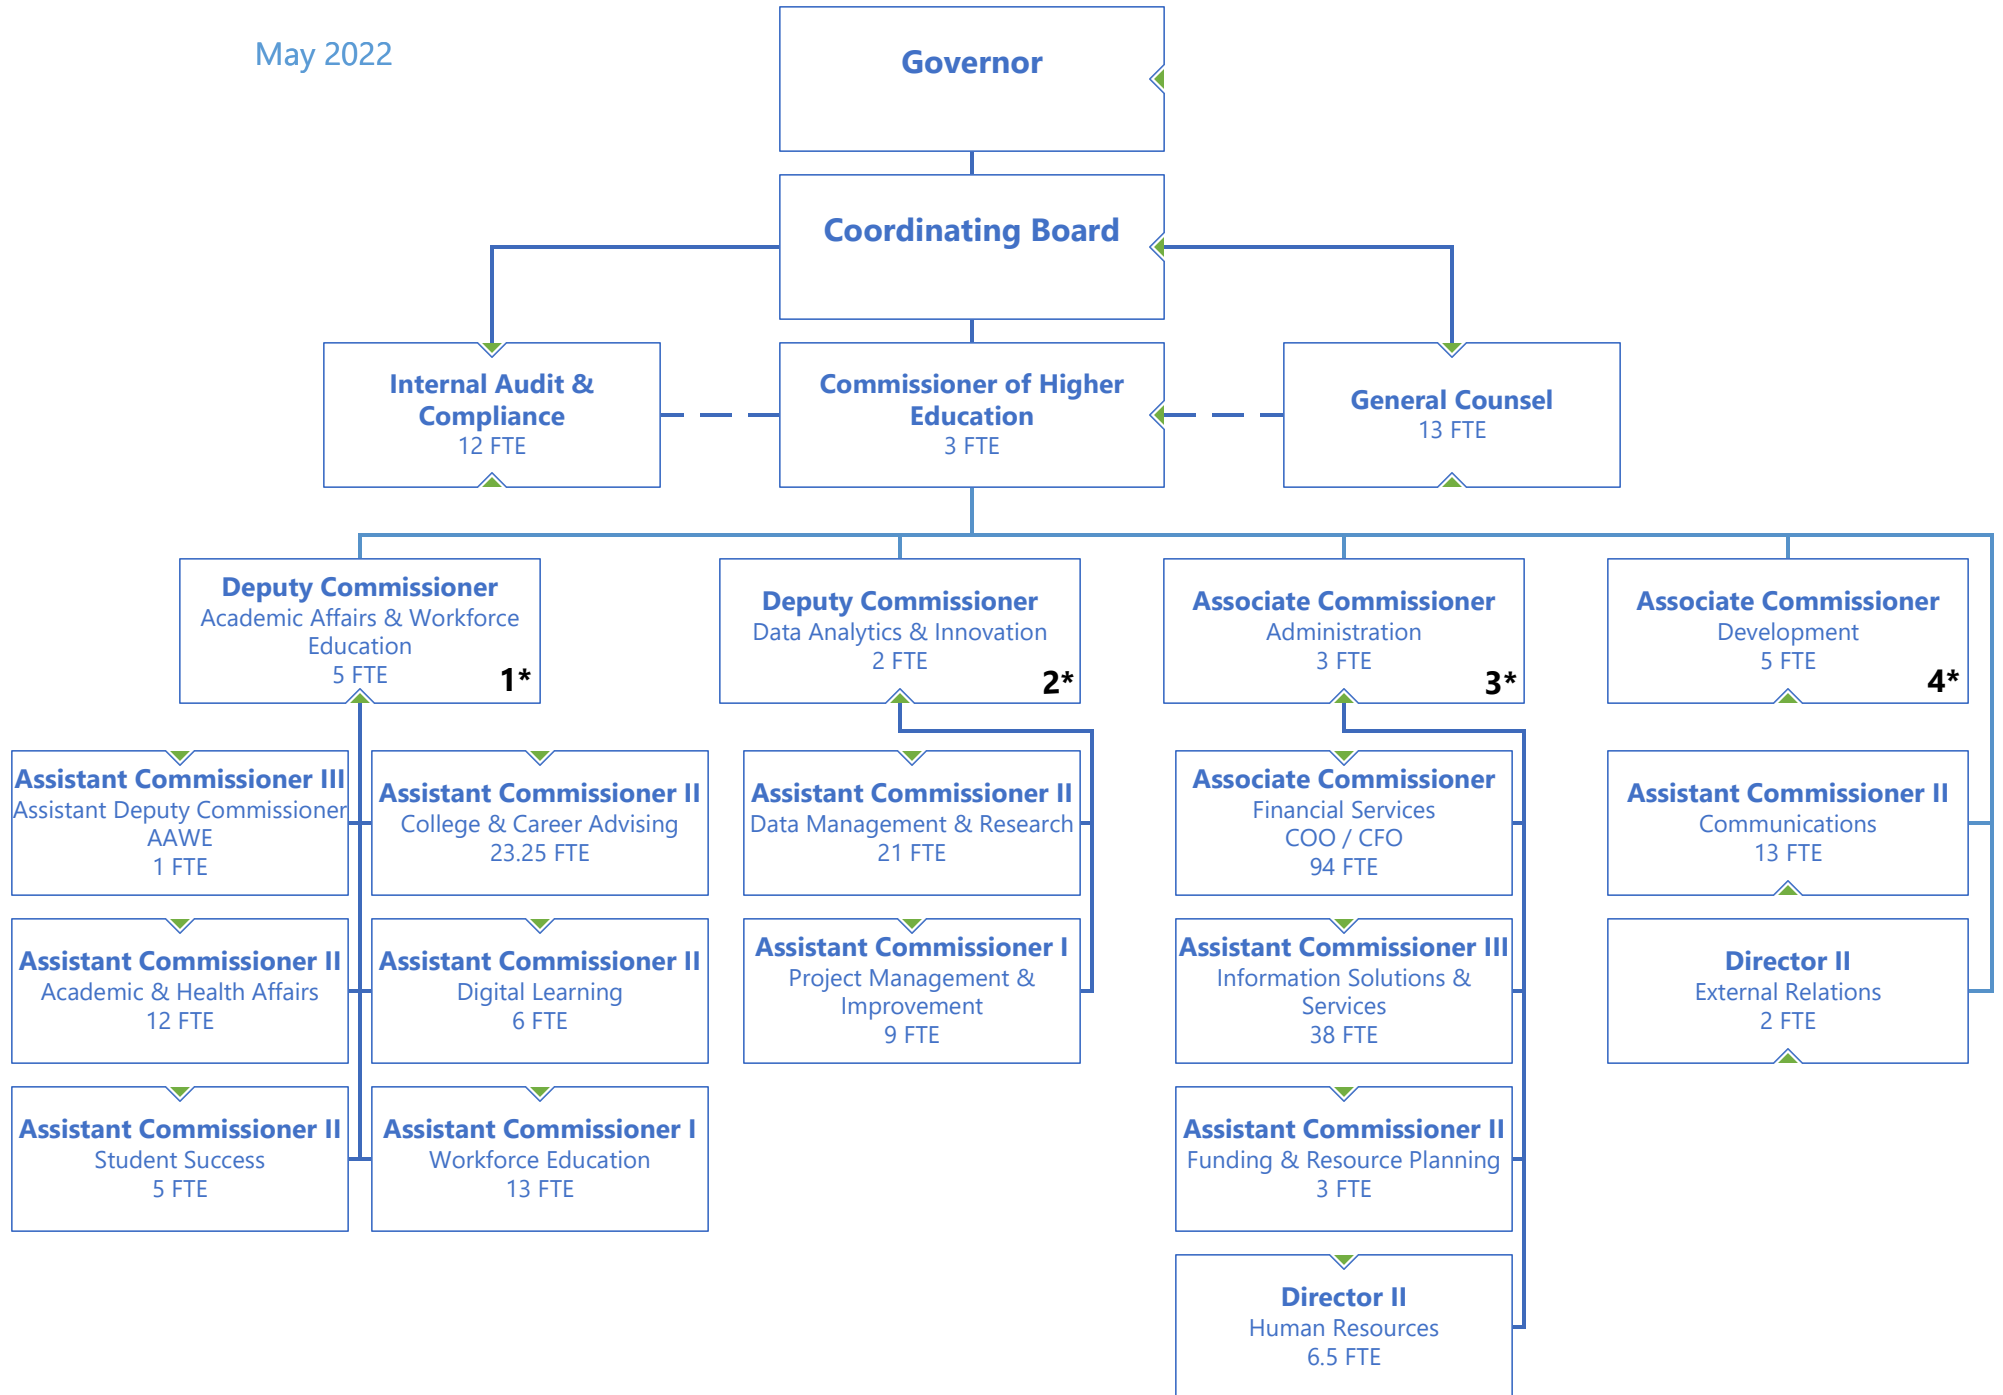 May 2022
Governor
Coordinating Board
Internal Audit &
Compliance
12 FTE
Commissioner of Higher
Education
3 FTE
General Counsel
13 FTE
Deputy Commissioner
Academic Affairs & Workforce
Education
5 FTE
1*
Deputy Commissioner
Data Analytics & Innovation
2 FTE
2*
Associate Commissioner
Administration
3 FTE
3*
Associate Commissioner
Development
5 FTE
4*
Assistant Commissioner III
Assistant Deputy Commissioner
AAWE
1 FTE
Assistant Commissioner II
College & Career Advising
23.25 FTE
Assistant Commissioner II
Data Management & Research
21 FTE
Associate Commissioner
Financial Services
COO / CFO
94 FTE
Assistant Commissioner II
Communications
13 FTE
Assistant Commissioner II
Academic & Health Affairs
12 FTE
Assistant Commissioner II
Digital Learning
6 FTE
Assistant Commissioner I
Project Management &
Improvement
9 FTE
Assistant Commissioner III
Information Solutions &
Services
38 FTE
Director II
External Relations
2 FTE
Assistant Commissioner II
Student Success
5 FTE
Assistant Commissioner I
Workforce Education
13 FTE
Assistant Commissioner II
Funding & Resource Planning
3 FTE
Director II
Human Resources
6.5 FTE